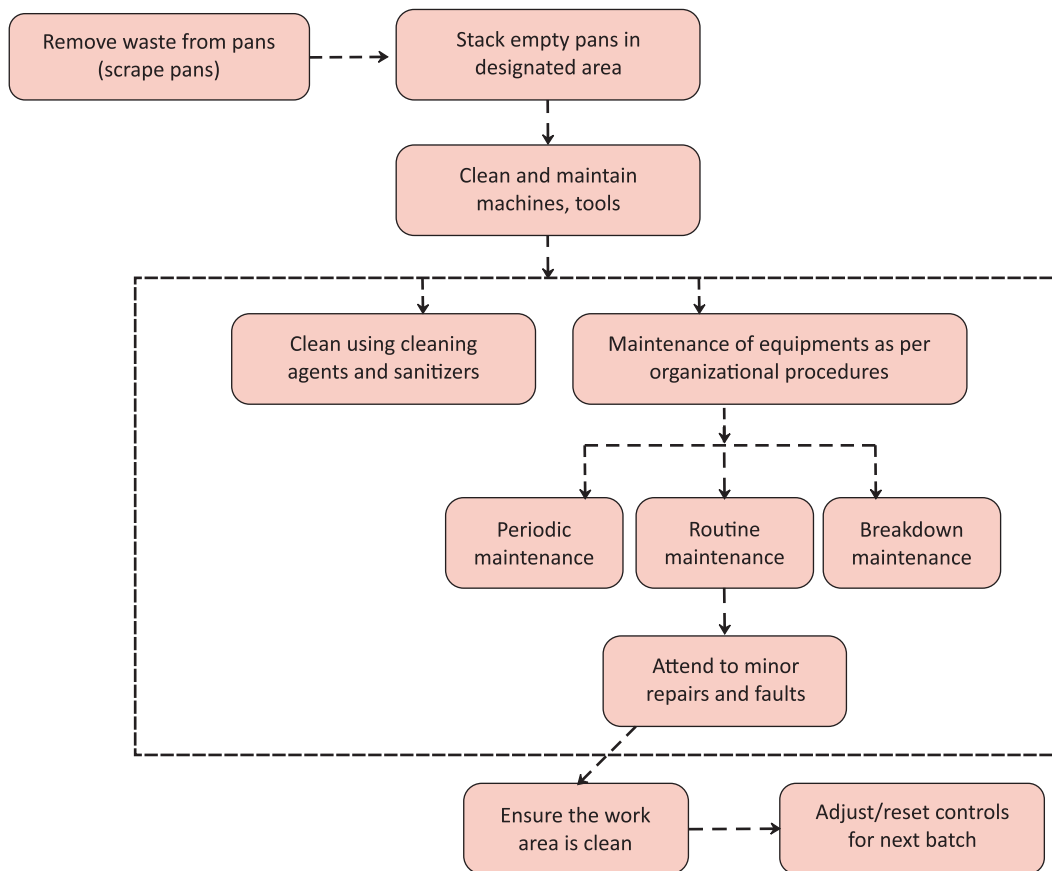 Remove waste from pans
(scrape pans)
Stack empty pans in
designated area
Clean and maintain
machines, tools
Clean using cleaning
agents and sanitizers
Maintenance of equipments as per
organizational procedures
Periodic
maintenance
Routine
maintenance
Breakdown
maintenance
Attend to minor
repairs and faults
Ensure the work
area is clean
Adjust/reset controls
for next batch